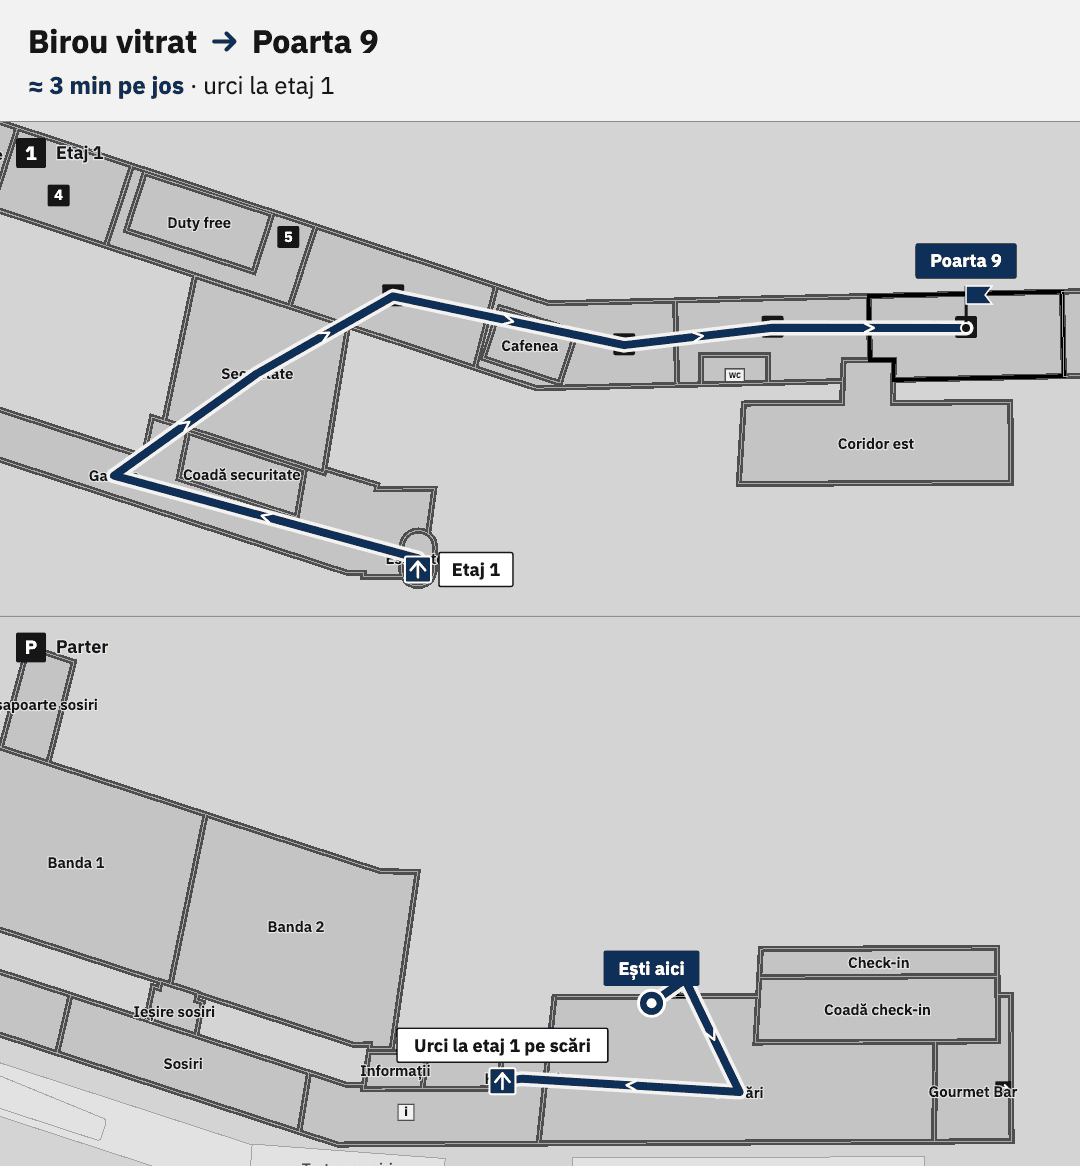 Birou vitrat → Poarta 9
≈ 3 min pe jos · urci la etaj 1
1 Etaj 1
4
Duty free
5
Poarta 9
Cafenea
WC
Coridor est
Coadă securitate
Etaj 1
P Parter
Banda 1
Banda 2
Ești aici
Check-in
Coadă check-in
Ieșire sosiri
Urci la etaj 1 pe scări
Sosiri
Informații
Gourmet Bar
i